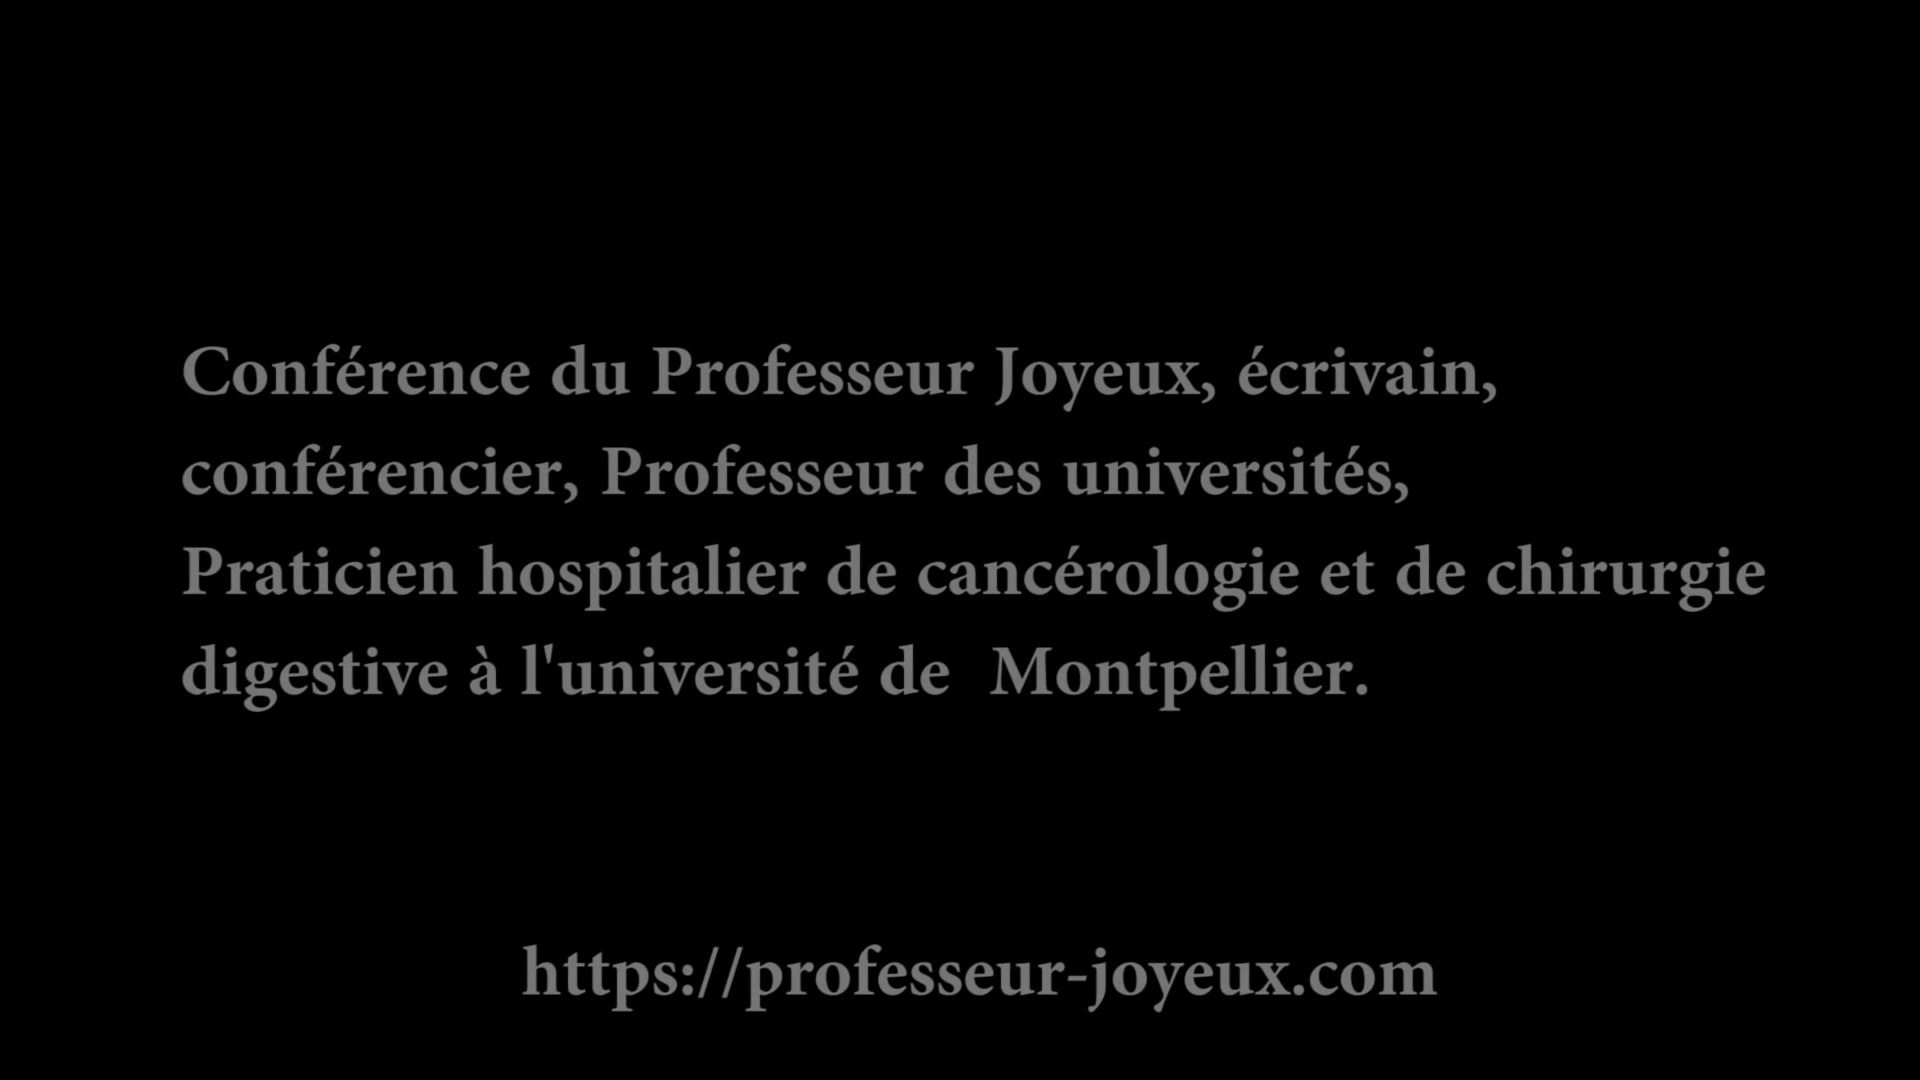 Conférence du Professeur Joyeux, écrivain,
conférencier, Professeur des universités,
Praticien hospitalier de cancérologie et de chirurgie
digestive à l'université de  Montpellier.
https://professeur-joyeux.com